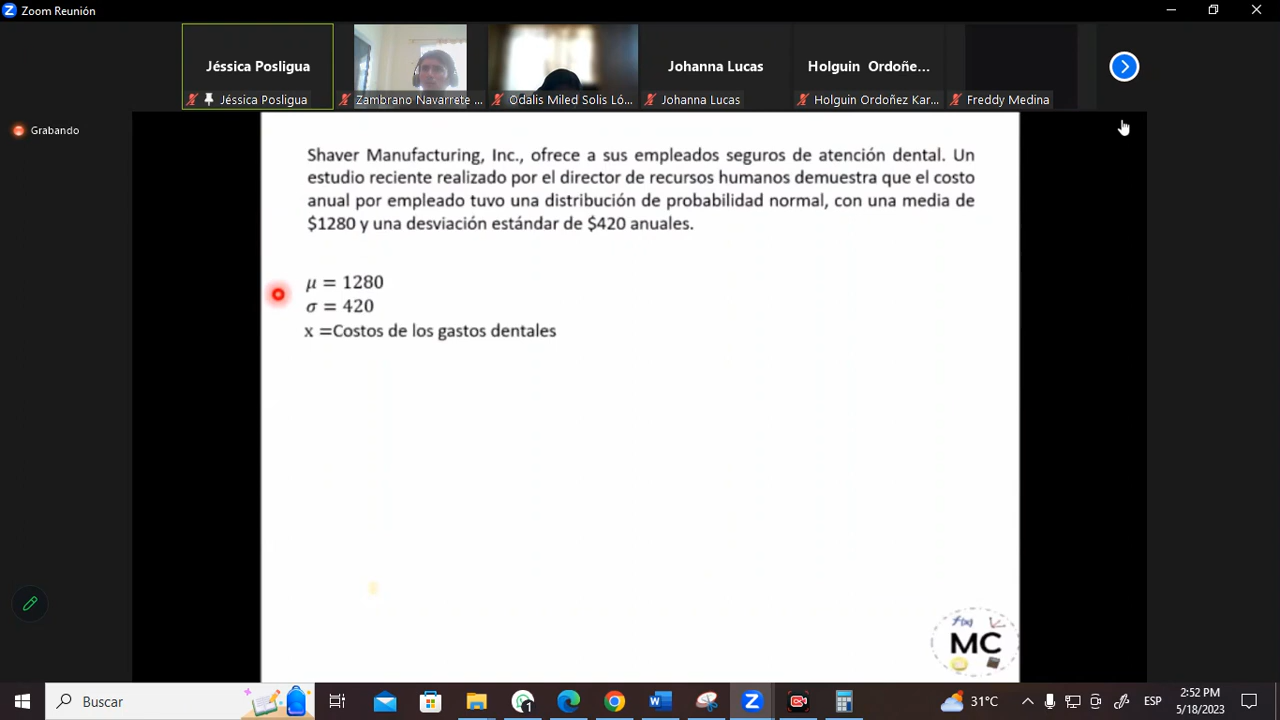 Zoom Reunión
Jéssica Posligua
Johanna Lucas
Holguin Ordoñe...
Jéssica Posligua
Zambrano Navarrete ...
Odalis Miled Solis Ló...
Johanna Lucas
Holguin Ordoñez Kar...
Freddy Medina
Grabando
Shaver Manufacturing, Inc., ofrece a sus empleados seguros de atención dental. Un
estudio reciente realizado por el director de recursos humanos demuestra que el costo
anual por empleado tuvo una distribución de probabilidad normal, con una media de
$1280 y una desviación estándar de $420 anuales.
μ = 1280
σ = 420
x =Costos de los gastos dentales
f(x)
MC
Buscar
1
31°C
ESP
2:52 PM
5/18/2023